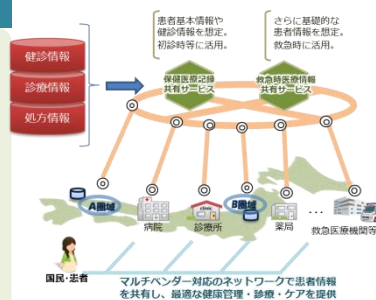 患者基本情報や
健診情報を想定。
初診時等に活用。
さらに基礎的な
患者情報を想定。
救急時に活用。
健診情報
診療情報
処方情報
保健医療記録
共有サービス
救急時医療情報
共有サービス
A圏域
病院
clinic
診療所
B圏域
薬局
…
救急医療機関等
国民・患者
マルチベンダー対応のネットワークで患者情報
を共有し、最適な健康管理・診療・ケアを提供